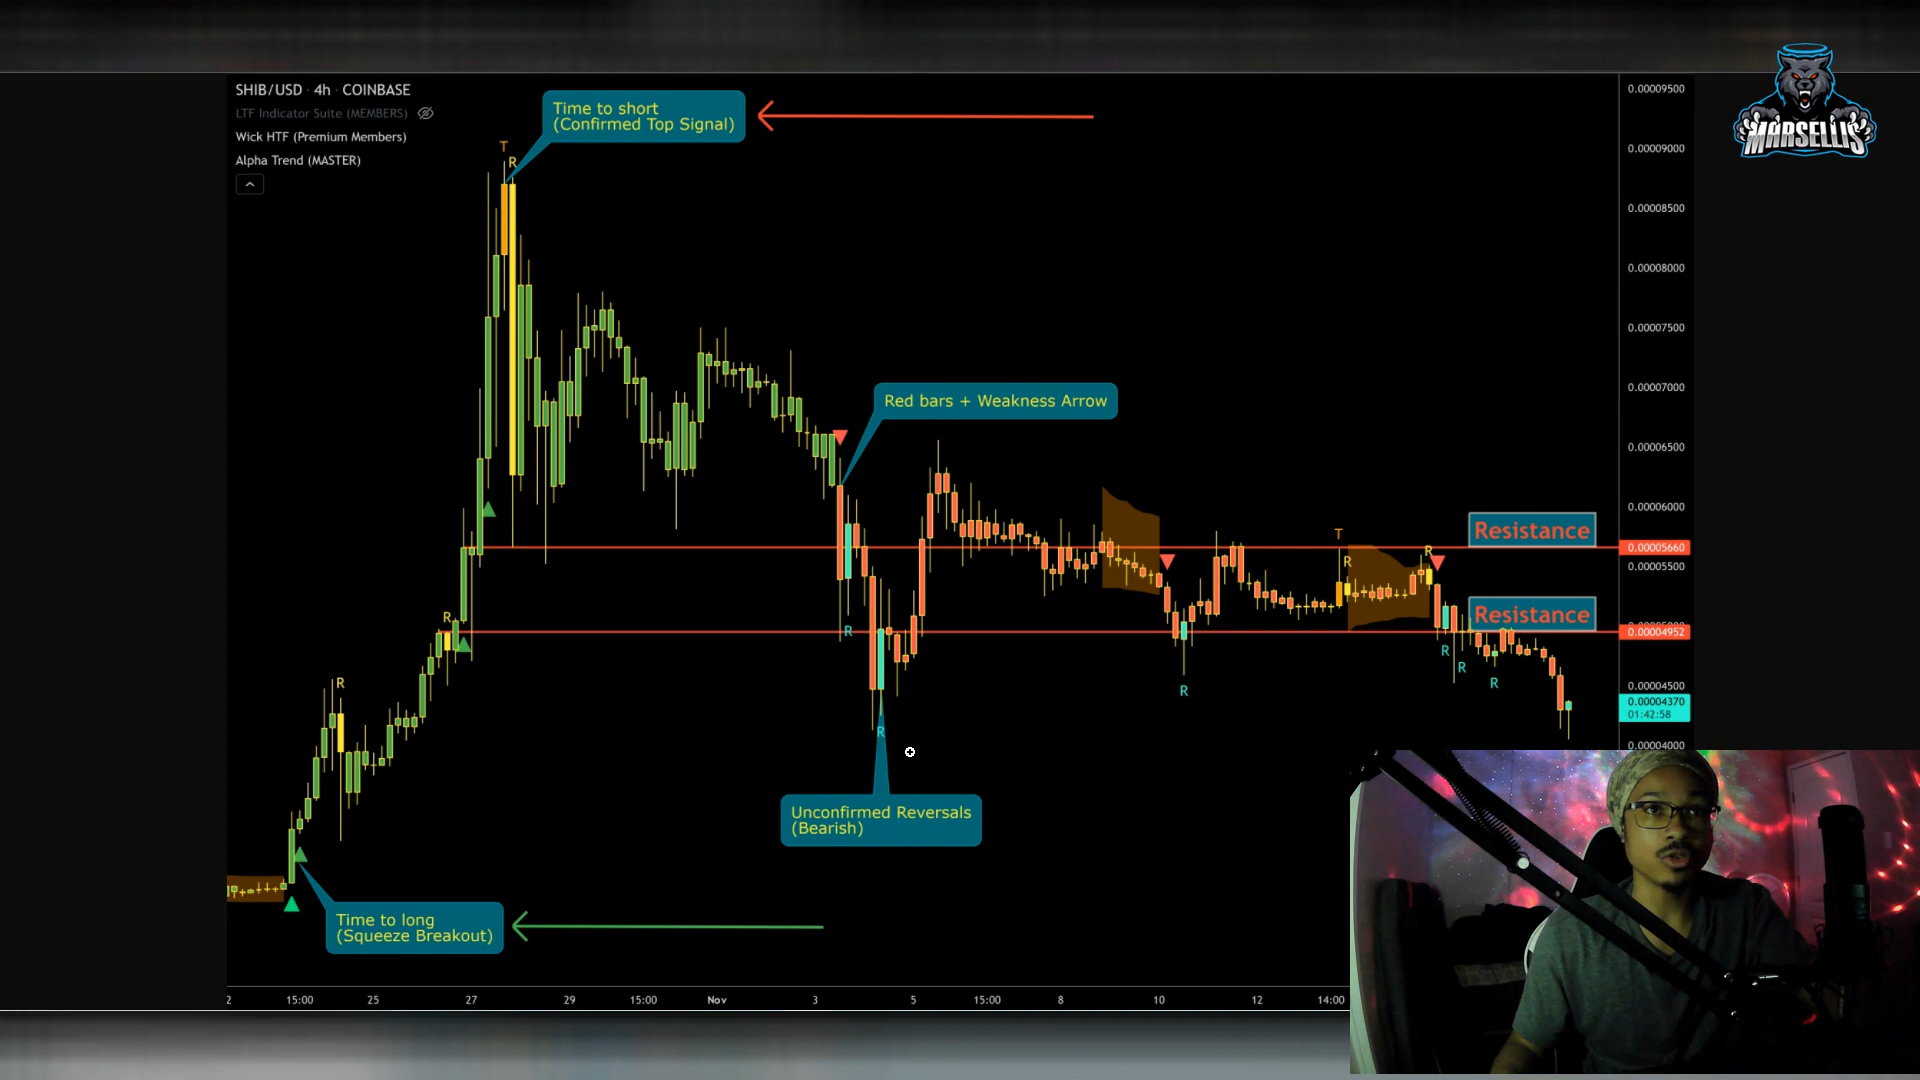 SHIB/USD · 4h · COINBASE
LTF Indicator Suite (MEMBERS)
Wick HTF (Premium Members)
Alpha Trend (MASTER)
Time to short
(Confirmed Top Signal)
MARSELLIS
T
R
Red bars + Weakness Arrow
Resistance
Resistance
T
R
R
R
R
R
R
R
R
R
R
Unconfirmed Reversals
(Bearish)
Time to long
(Squeeze Breakout)
0.00009500
0.00009000
0.00008500
0.00008000
0.00007500
0.00007000
0.00006500
0.00006000
0.00005660
0.00005500
0.00004952
0.00004500
0.00004370
01:42:58
0.00004000
2
15:00
25
27
29
15:00
Nov
3
5
15:00
8
10
12
14:00